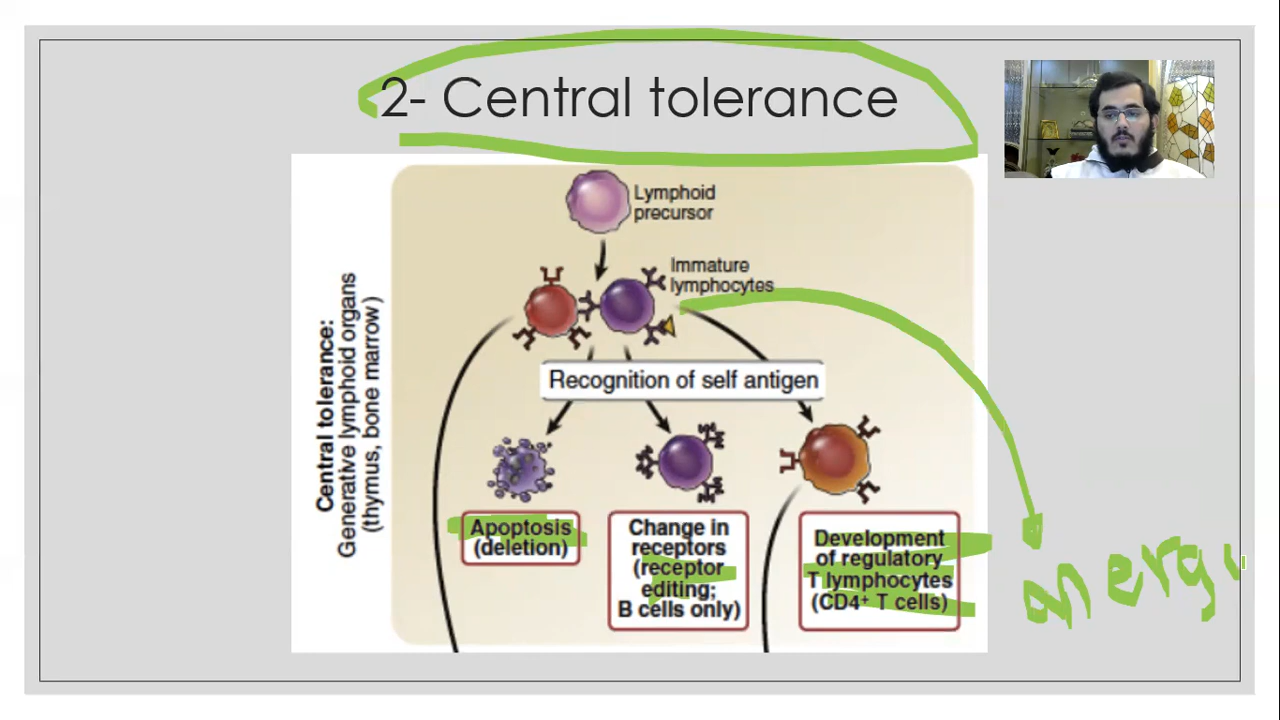 2- Central tolerance
Lymphoid
precursor
Immature
lymphocytes
Central tolerance:
Generative lymphoid organs
(thymus, bone marrow)
Recognition of self antigen
Apoptosis
(deletion)
Change in
receptors
(receptor
editing;
B cells only)
Development
of regulatory
T lymphocytes
(CD4⁺ T cells)
anergy